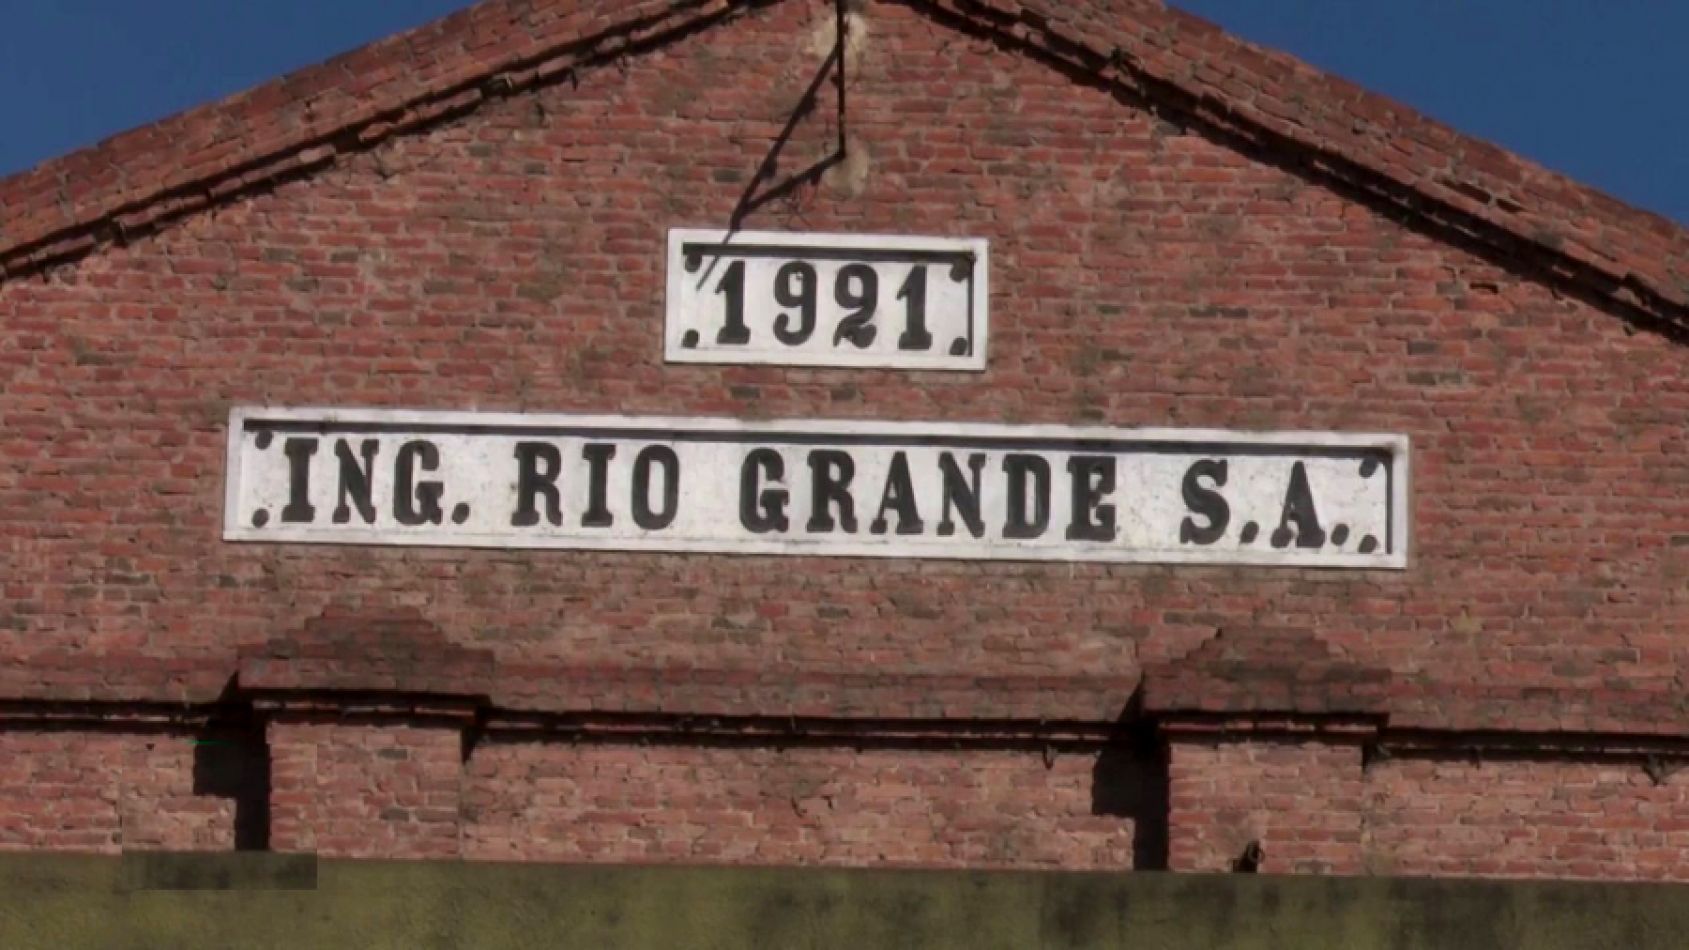 1921
ING. RIO GRANDE S.A.